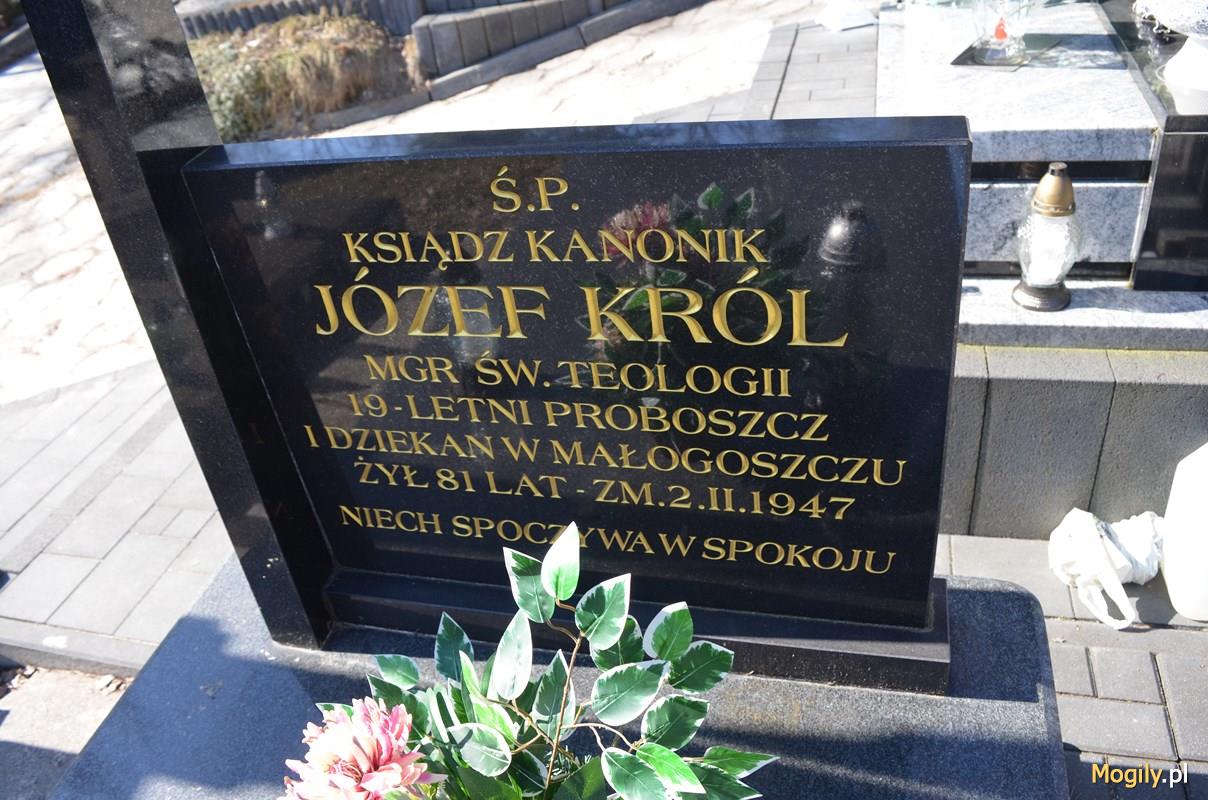 Ś.P.
KSIĄDZ KANONIK
JÓZEF KRÓL
MGR ŚW. TEOLOGII
19-LETNI PROBOSZCZ
I DZIEKAN W MAŁOGOSZCZU
ŻYŁ 81 LAT - ZM. 2.II.1947
NIECH SPOCZYWA W SPOKOJU
Mogily.pl